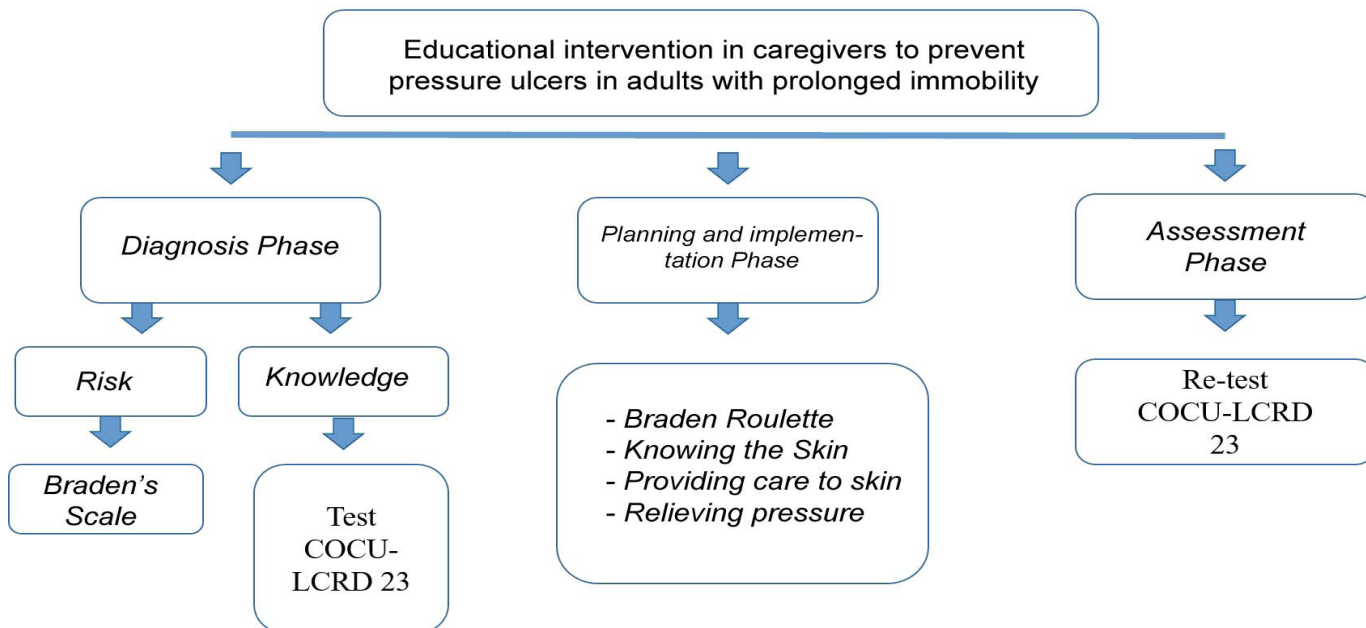 Educational intervention in caregivers to prevent
pressure ulcers in adults with prolonged immobility
Diagnosis Phase
Planning and implemen-
tation Phase
Assessment
Phase
Risk
Knowledge
Braden’s
Scale
Test
COCU-
LCRD 23
- Braden Roulette
- Knowing the Skin
- Providing care to skin
- Relieving pressure
Re-test
COCU-LCRD
23